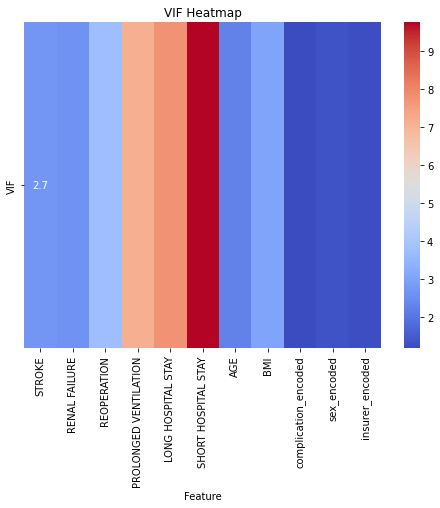 VIF Heatmap
VIF
2.7
9
8
7
6
5
4
3
2
STROKE
RENAL FAILURE
REOPERATION
PROLONGED VENTILATION
LONG HOSPITAL STAY
SHORT HOSPITAL STAY
AGE
BMI
complication_encoded
sex_encoded
insurer_encoded
Feature